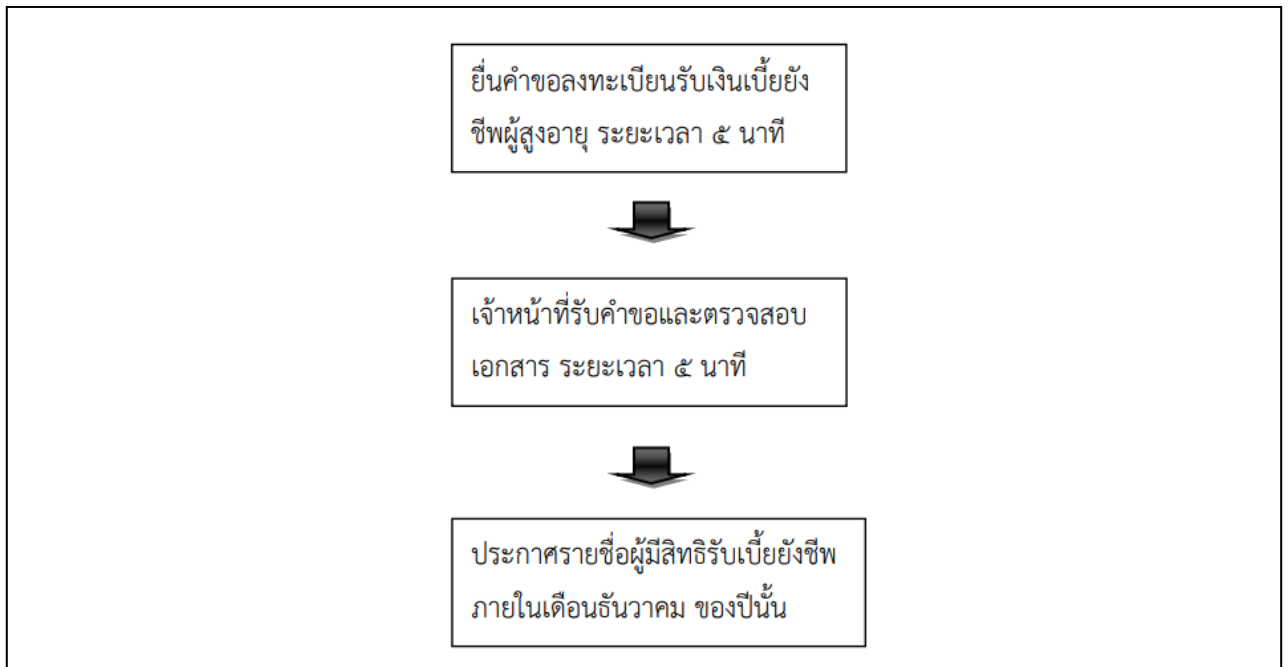 ยื่นคำขอลงทะเบียนรับเงินเบี้ยยัง
ชีพผู้สูงอายุ ระยะเวลา ๕ นาที
เจ้าหน้าที่รับคำขอและตรวจสอบ
เอกสาร ระยะเวลา ๕ นาที
ประกาศรายชื่อผู้มีสิทธิรับเบี้ยยังชีพ
ภายในเดือนธันวาคม ของปีนั้น